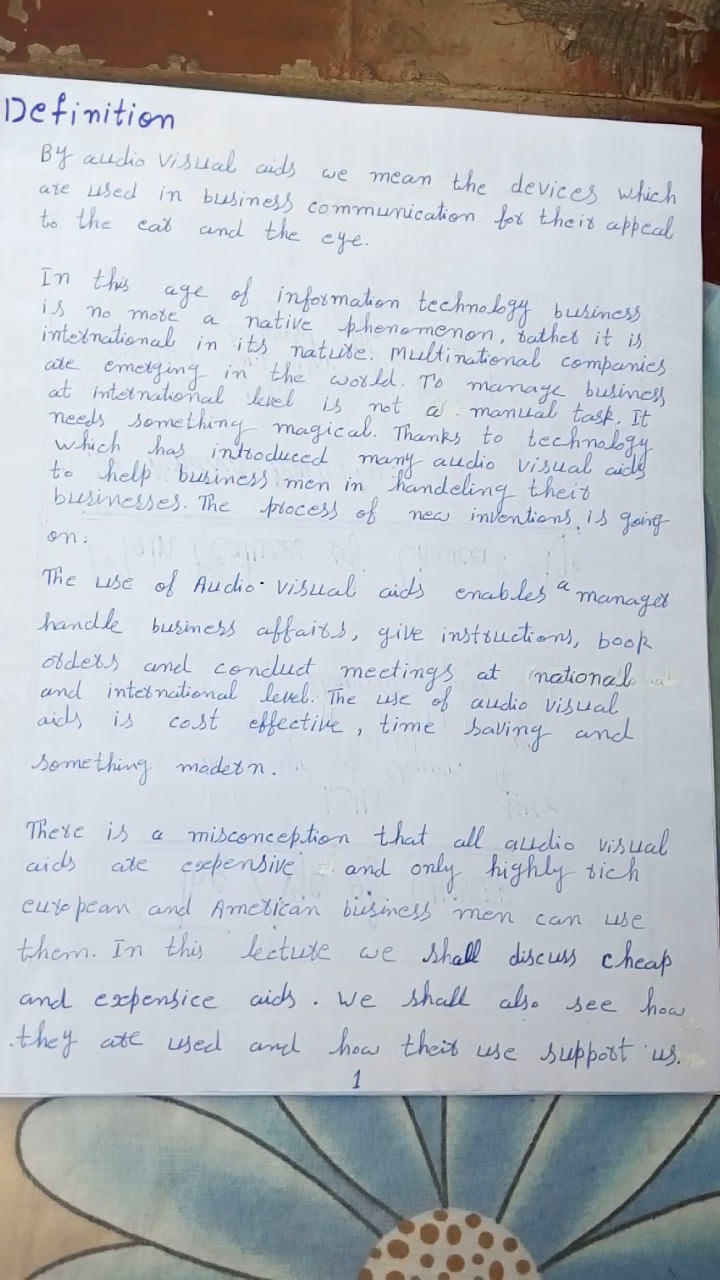 Definition
By audio visual aids we mean the devices which
are used in business communication for their appeal
to the ear and the eye.
In this age of information technology business
is no more a native phenomenon, rather it is
international in its nature. Multinational companies
are emerging in the world. To manage business
at international level is not a manual task. It
needs something magical. Thanks to technology
which has introduced many audio visual aids
to help business men in handeling their
businesses. The process of new inventions is going
on.
The use of Audio-visual aids enables a manager
handle business affairs, give instructions, book
orders and conduct meetings at national
and international level. The use of audio visual
aids is cost effective, time saving and
something madern.
There is a misconception that all audio visual
aids are expensive and only highly rich
european and American business men can use
them. In this lecture we shall discuss cheap
and expensice aids. We shall also see how
they are used and how their use support us.
1